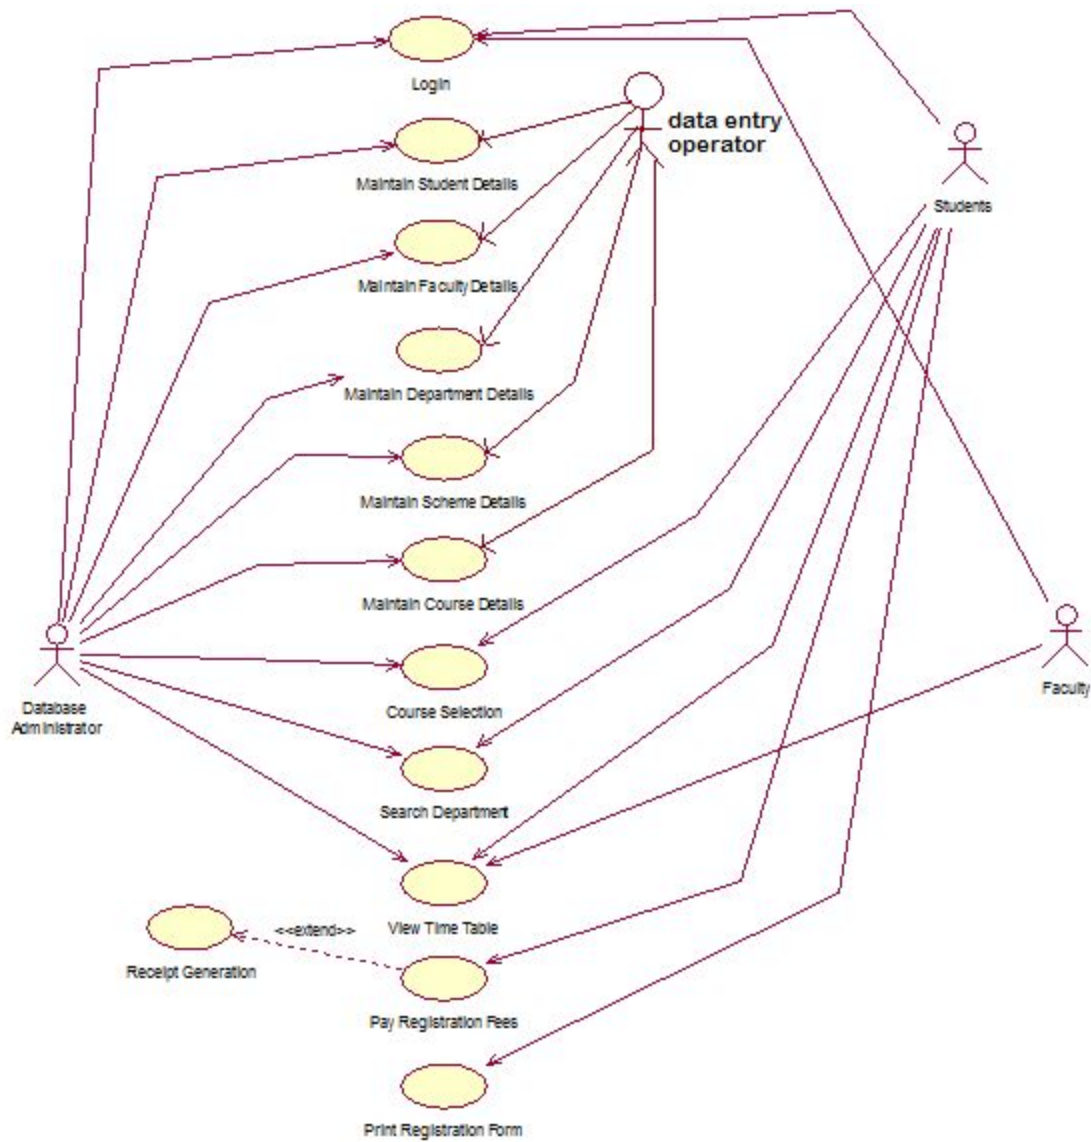 Login
data entry
operator
Maintain Student Details
Students
Maintain Faculty Details
Maintain Department Details
Maintain Scheme Details
Maintain Course Details
Database
Administrator
Course Selection
Faculty
Search Department
<<extend>>
View Time Table
Receipt Generation
Pay Registration Fees
Print Registration Form